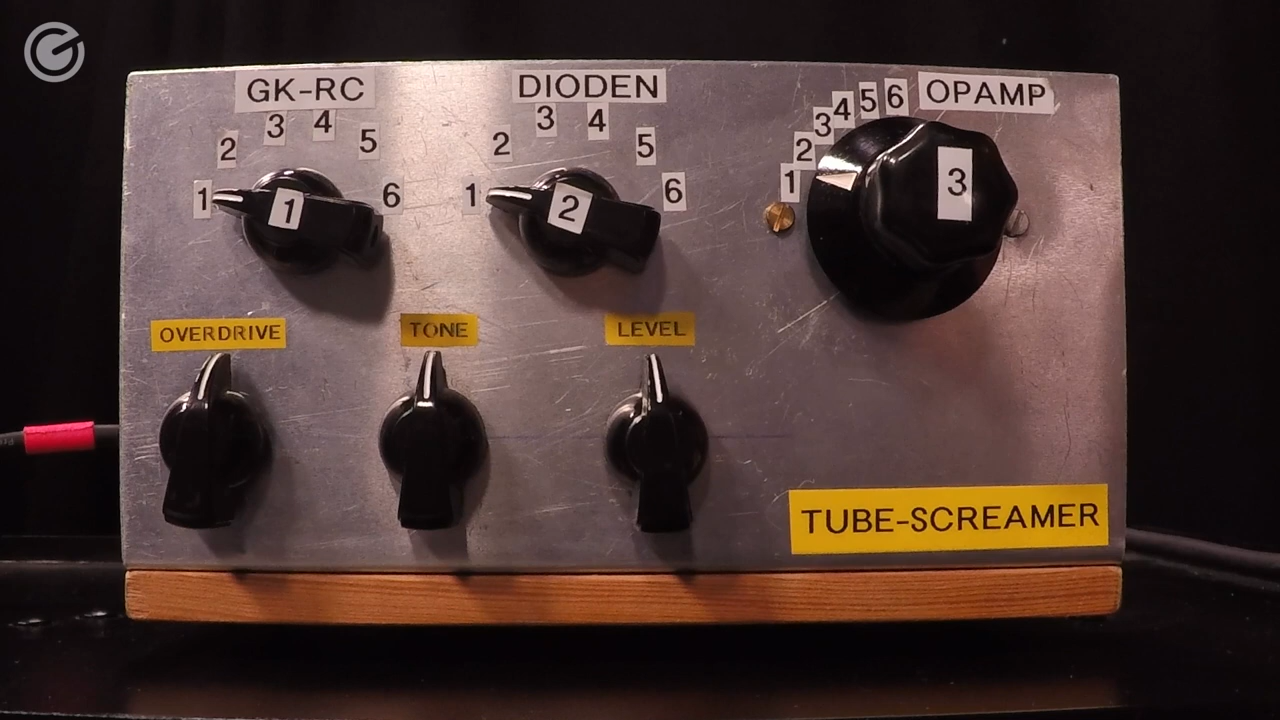 GK-RC
DIODEN
OPAMP
1 2 3 4 5 6
1
1 2 3 4 5 6
2
1 2 3 4 5 6
3
OVERDRIVE
TONE
LEVEL
TUBE-SCREAMER